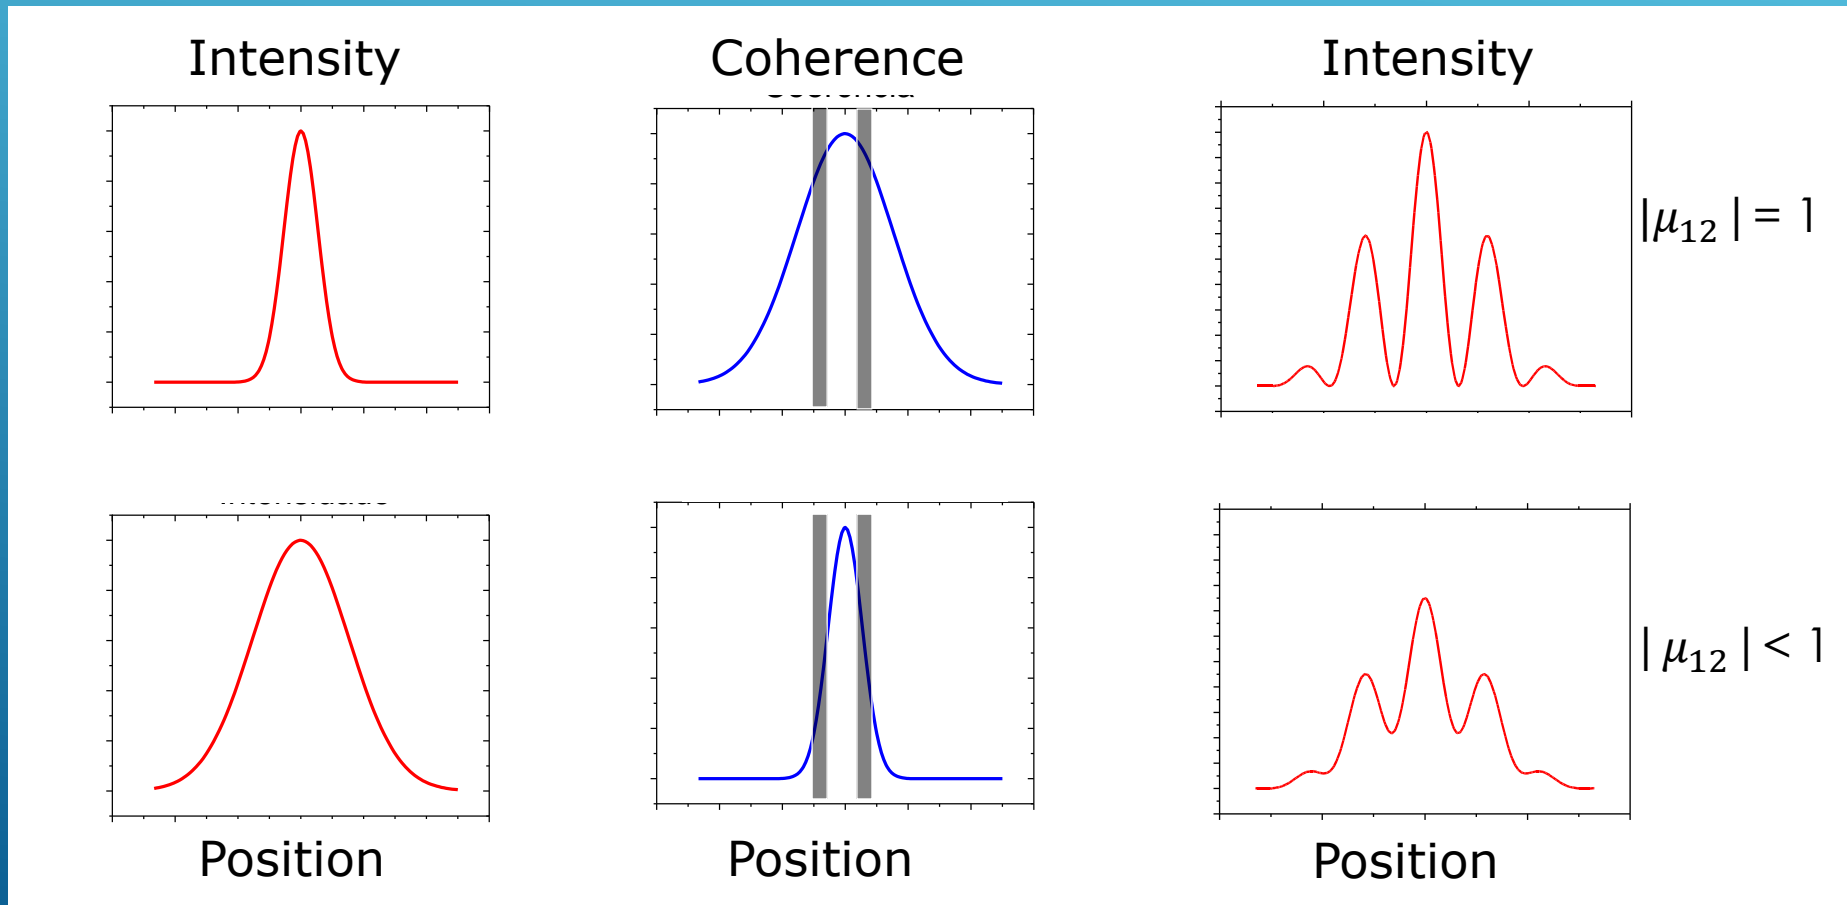 Intensity
Coherence
Intensity
|μ₁₂ | = 1
| μ₁₂ | < 1
Position
Position
Position